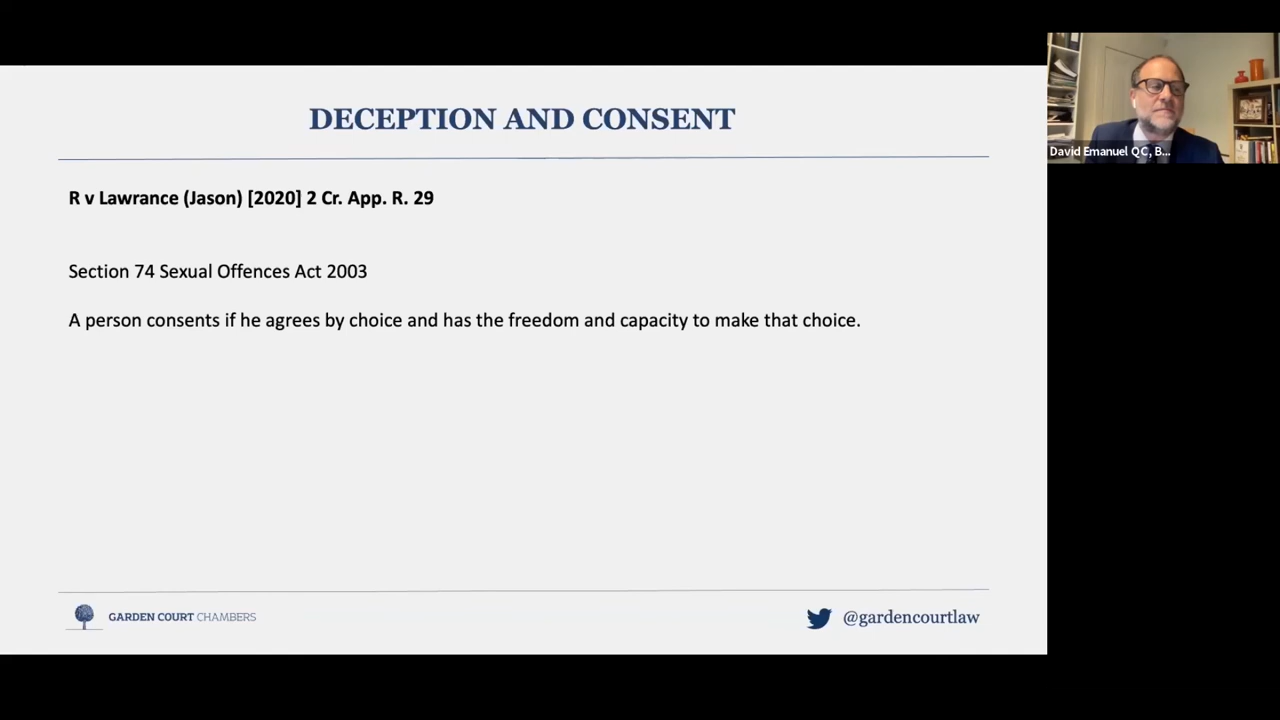 DECEPTION AND CONSENT
R v Lawrance (Jason) [2020] 2 Cr. App. R. 29
Section 74 Sexual Offences Act 2003
A person consents if he agrees by choice and has the freedom and capacity to make that choice.
GARDEN COURT CHAMBERS
@gardencourtlaw
David Emanuel QC, B...